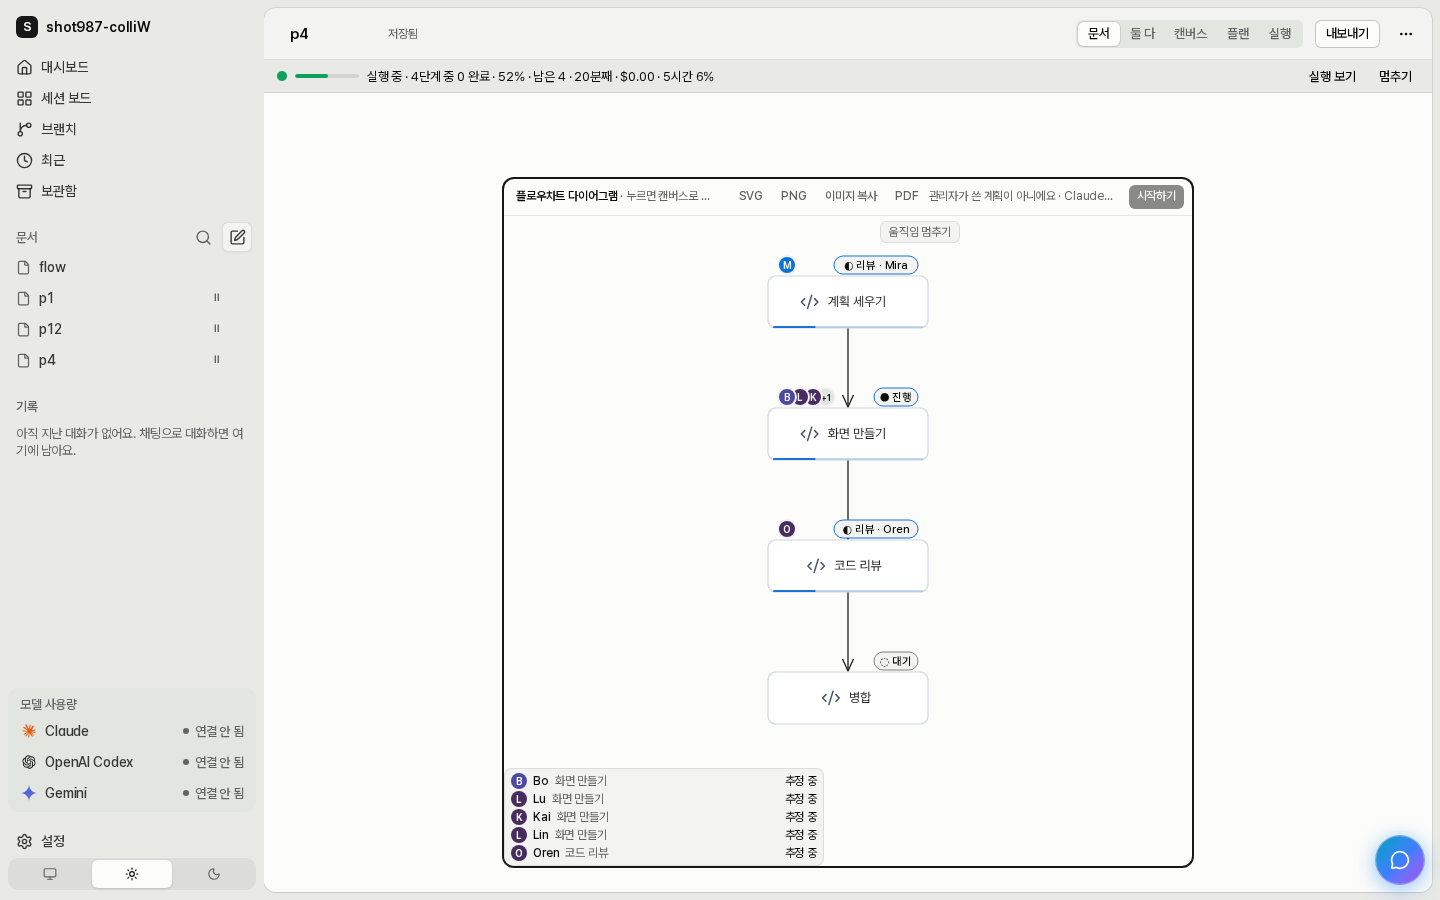 S shot987-colliW
대시보드
세션 보드
브랜치
최근
보관함
문서
flow
p1
p12
p4
기록
아직 지난 대화가 없어요. 채팅으로 대화하면 여
기에 남아요.
모델 사용량
Claude 연결 안 됨
OpenAI Codex 연결 안 됨
Gemini 연결 안 됨
설정
p4 저장됨
문서 둘 다 캔버스 플랜 실행 내보내기
실행 중 · 4단계 중 0 완료 · 52% · 남은 4 · 20분째 · $0.00 · 5시간 6%
실행 보기 멈추기
플로우차트 다이어그램 · 누르면 캔버스로 ... SVG PNG 이미지 복사 PDF 관리자가 쓴 계획이 아니에요 · Claude... 시작하기
움직임 멈추기
M 리뷰 · Mira
계획 세우기
B L K +1 진행
화면 만들기
O 리뷰 · Oren
코드 리뷰
대기
병합
B Bo 화면 만들기 추정 중
L Lu 화면 만들기 추정 중
K Kai 화면 만들기 추정 중
L Lin 화면 만들기 추정 중
O Oren 코드 리뷰 추정 중